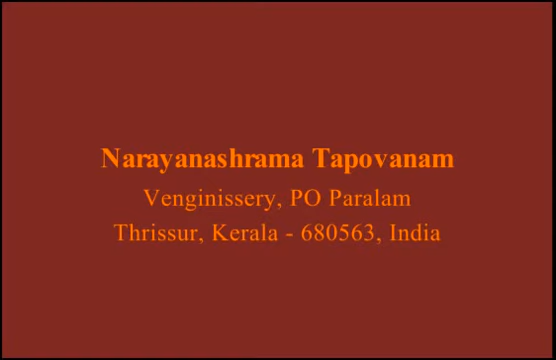 Narayanashrama Tapovanam
Venginissery, PO Paralam
Thrissur, Kerala - 680563, India